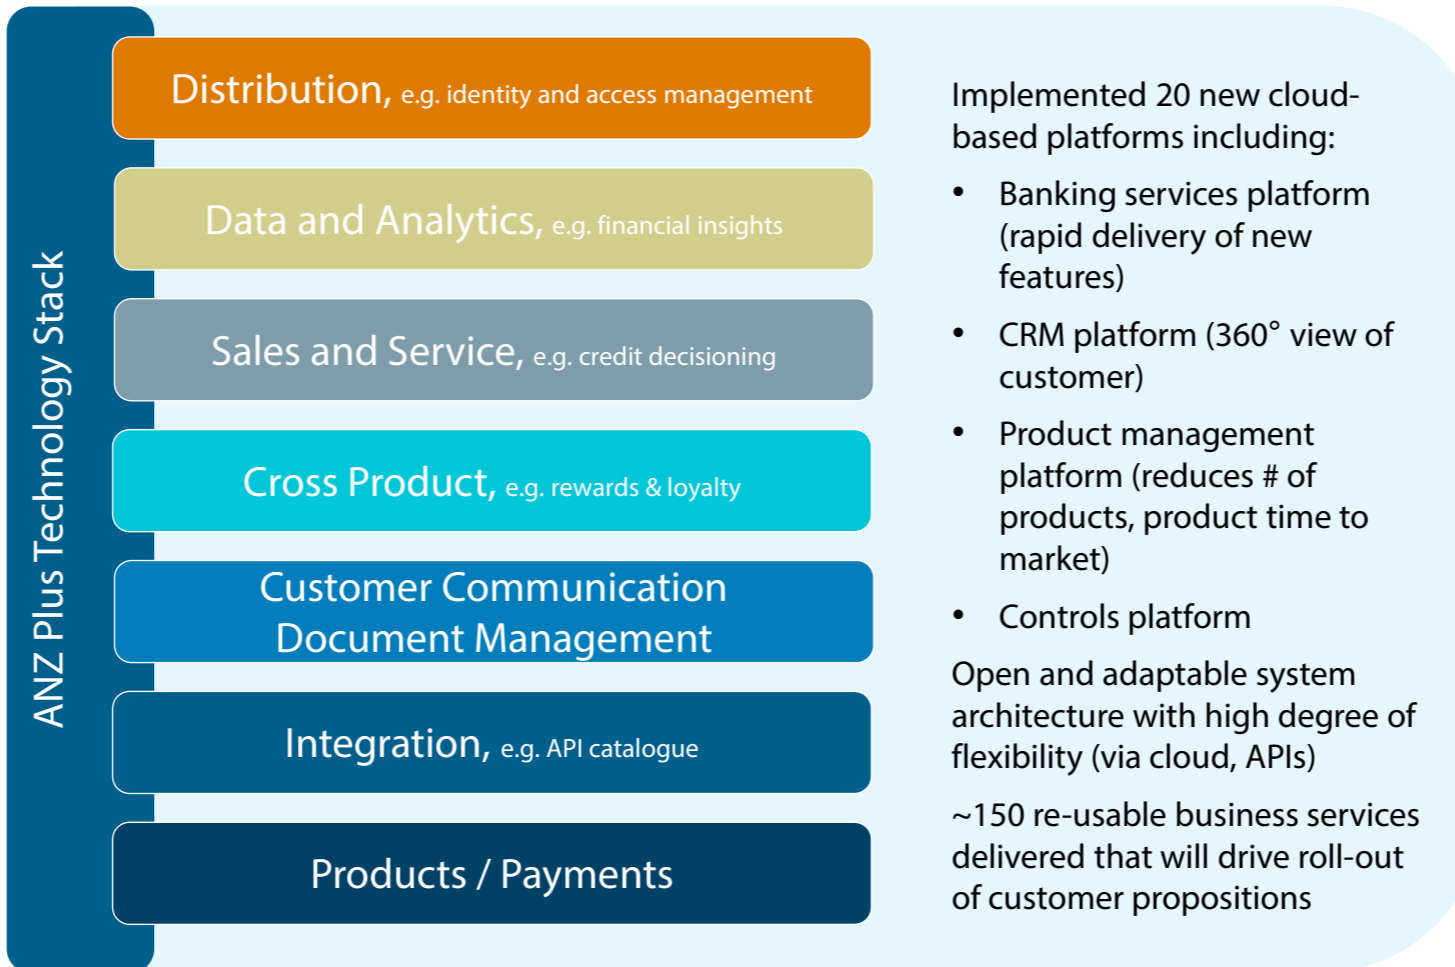 ANZ Plus Technology Stack
Distribution, e.g. identity and access management
Data and Analytics, e.g. financial insights
Sales and Service, e.g. credit decisioning
Cross Product, e.g. rewards & loyalty
Customer Communication
Document Management
Integration, e.g. API catalogue
Products / Payments
Implemented 20 new cloud-
based platforms including:
• Banking services platform
(rapid delivery of new
features)
• CRM platform (360° view of
customer)
• Product management
platform (reduces # of
products, product time to
market)
• Controls platform
Open and adaptable system
architecture with high degree of
flexibility (via cloud, APIs)
~150 re-usable business services
delivered that will drive roll-out
of customer propositions